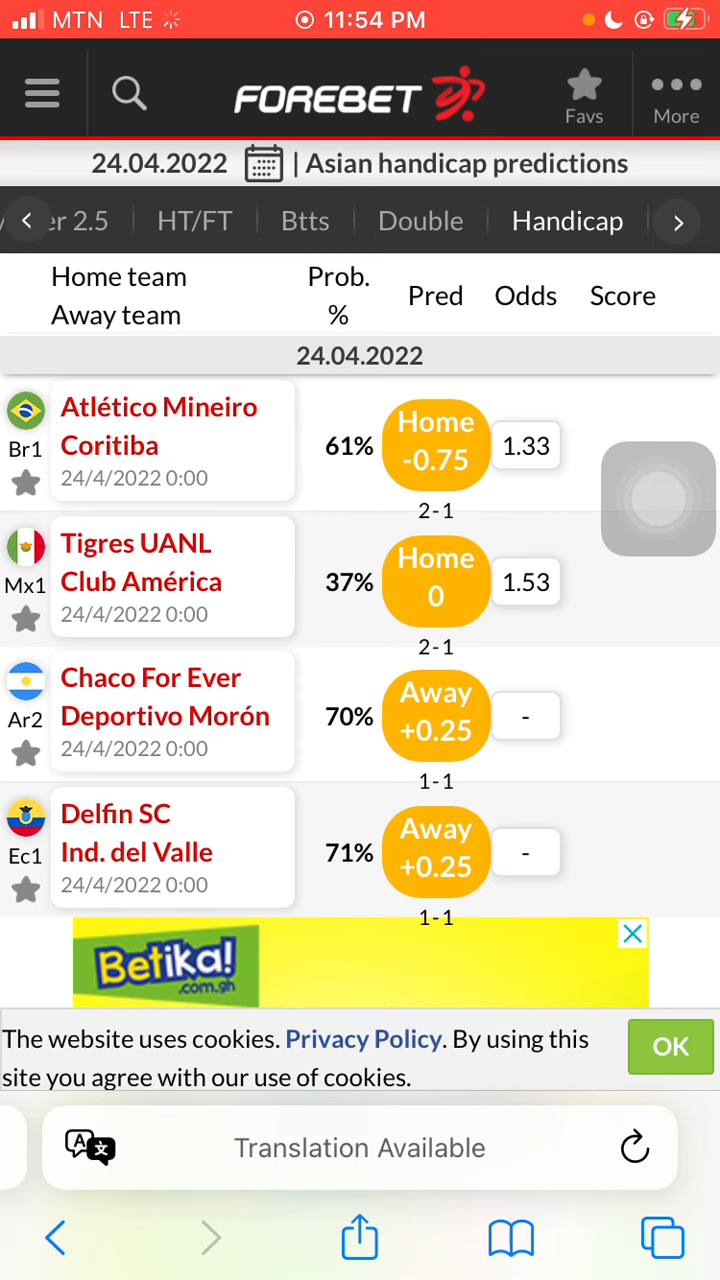 MTN LTE 11:54 PM
FOREBET
Favs
More
24.04.2022 | Asian handicap predictions
er 2.5 HT/FT Btts Double Handicap
Home team
Away team
Prob.
%
Pred
Odds
Score
24.04.2022
Br1
Atlético Mineiro
Coritiba
24/4/2022 0:00
61%
Home
-0.75
2-1
1.33
Mx1
Tigres UANL
Club América
24/4/2022 0:00
37%
Home
0
2-1
1.53
Ar2
Chaco For Ever
Deportivo Morón
24/4/2022 0:00
70%
Away
+0.25
1-1
-
Ec1
Delfin SC
Ind. del Valle
24/4/2022 0:00
71%
Away
+0.25
1-1
-
Betika!
.com.gh
The website uses cookies. Privacy Policy. By using this
site you agree with our use of cookies.
OK
A 文
Translation Available